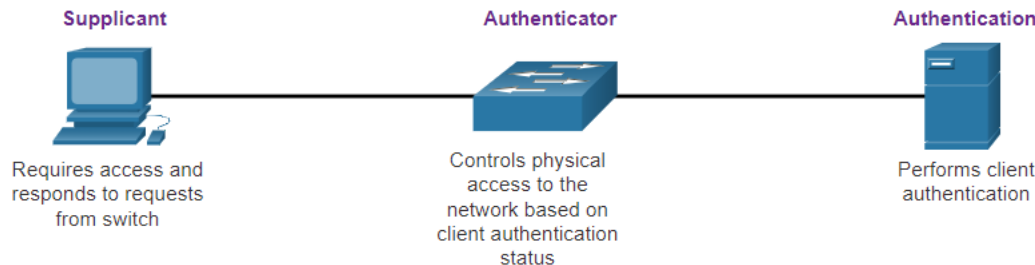 Supplicant
Authenticator
Authentication
Requires access and
responds to requests
from switch
Controls physical
access to the
network based on
client authentication
status
Performs client
authentication